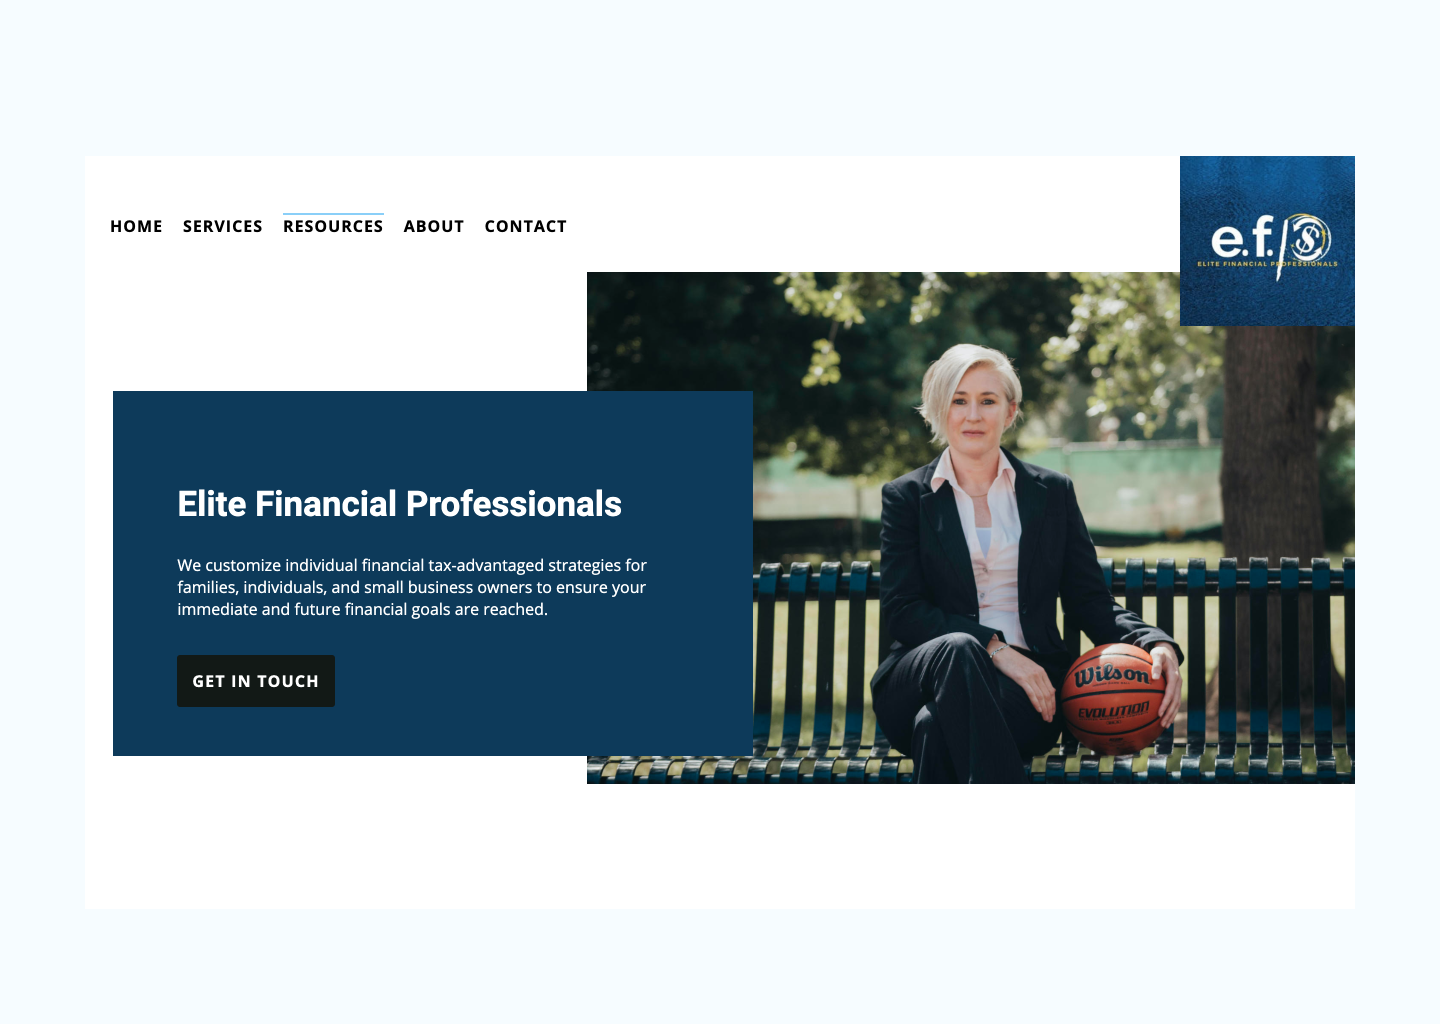 HOME SERVICES RESOURCES ABOUT CONTACT
e.f.
ELITE FINANCIAL PROFESSIONALS
Elite Financial Professionals
We customize individual financial tax-advantaged strategies for
families, individuals, and small business owners to ensure your
immediate and future financial goals are reached.
GET IN TOUCH
Wilson
EVOLUTION